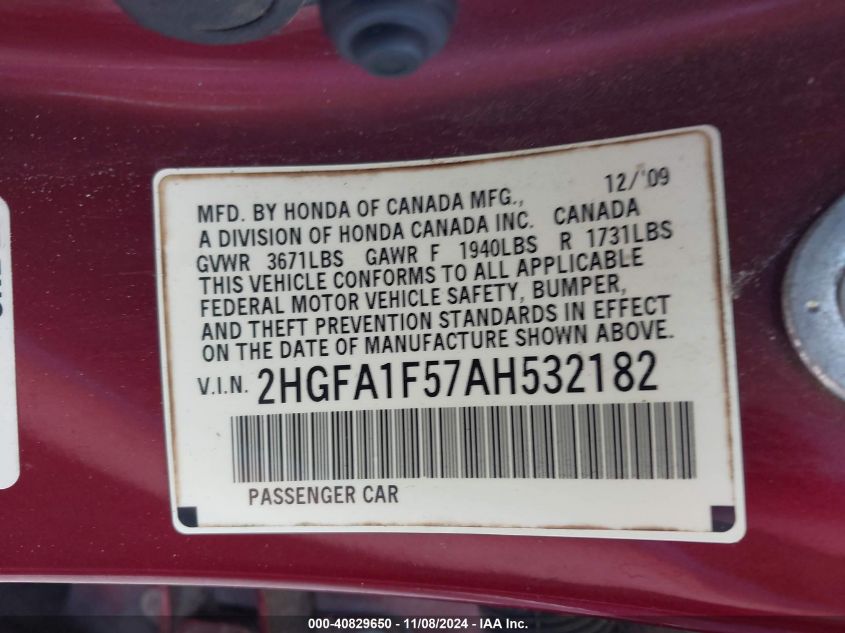 MFD. BY HONDA OF CANADA MFG., 12/'09
A DIVISION OF HONDA CANADA INC. CANADA
GVWR 3671LBS GAWR F 1940LBS R 1731LBS
THIS VEHICLE CONFORMS TO ALL APPLICABLE
FEDERAL MOTOR VEHICLE SAFETY, BUMPER,
AND THEFT PREVENTION STANDARDS IN EFFECT
ON THE DATE OF MANUFACTURE SHOWN ABOVE.
V.I.N. 2HGFA1F57AH532182
PASSENGER CAR
000-40829650 - 11/08/2024 - IAA Inc.